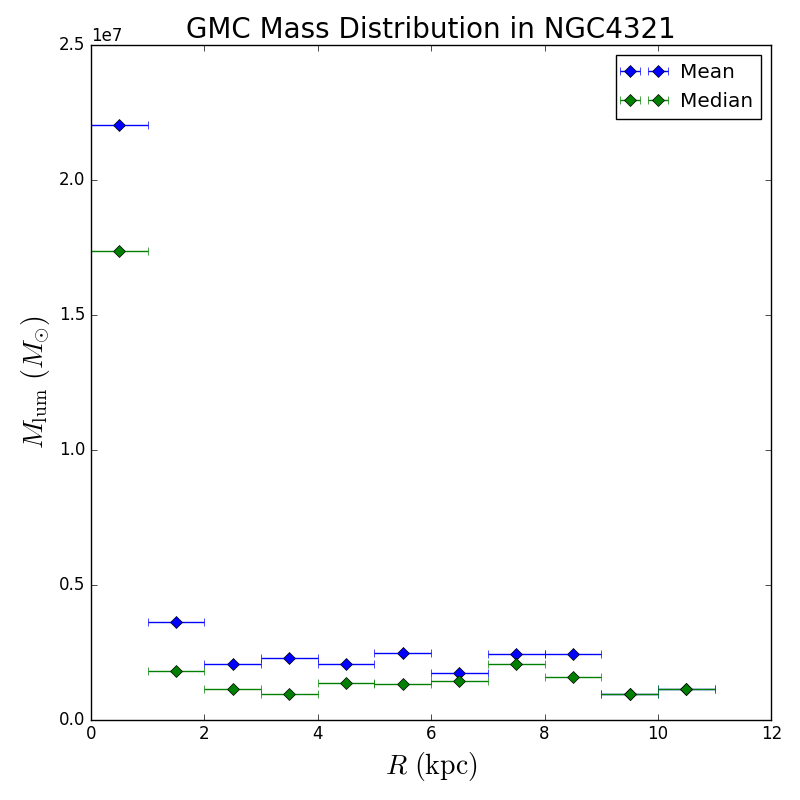 GMC Mass Distribution in NGC4321
1e7
2.5
2.0
1.5
1.0
0.5
0.0
M_lum (M_⊙)
Mean
Median
0 2 4 6 8 10 12
R (kpc)